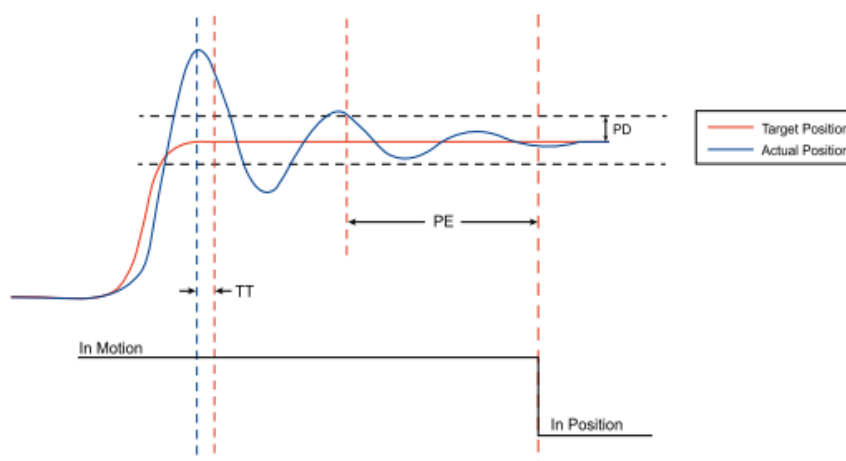 PD
Target Position
Actual Position
PE
TT
In Motion
In Position